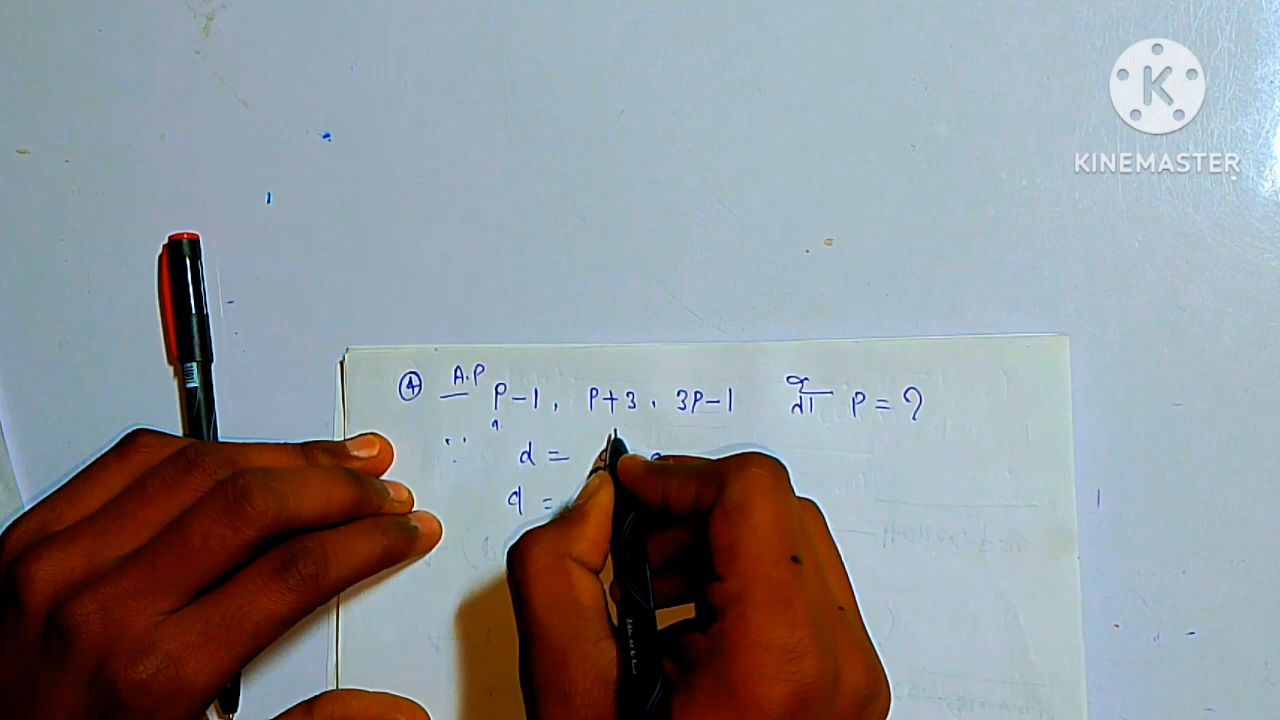 KINEMASTER
④ A.P P-1, P+3, 3P-1 P = ?
∵ d =
d =